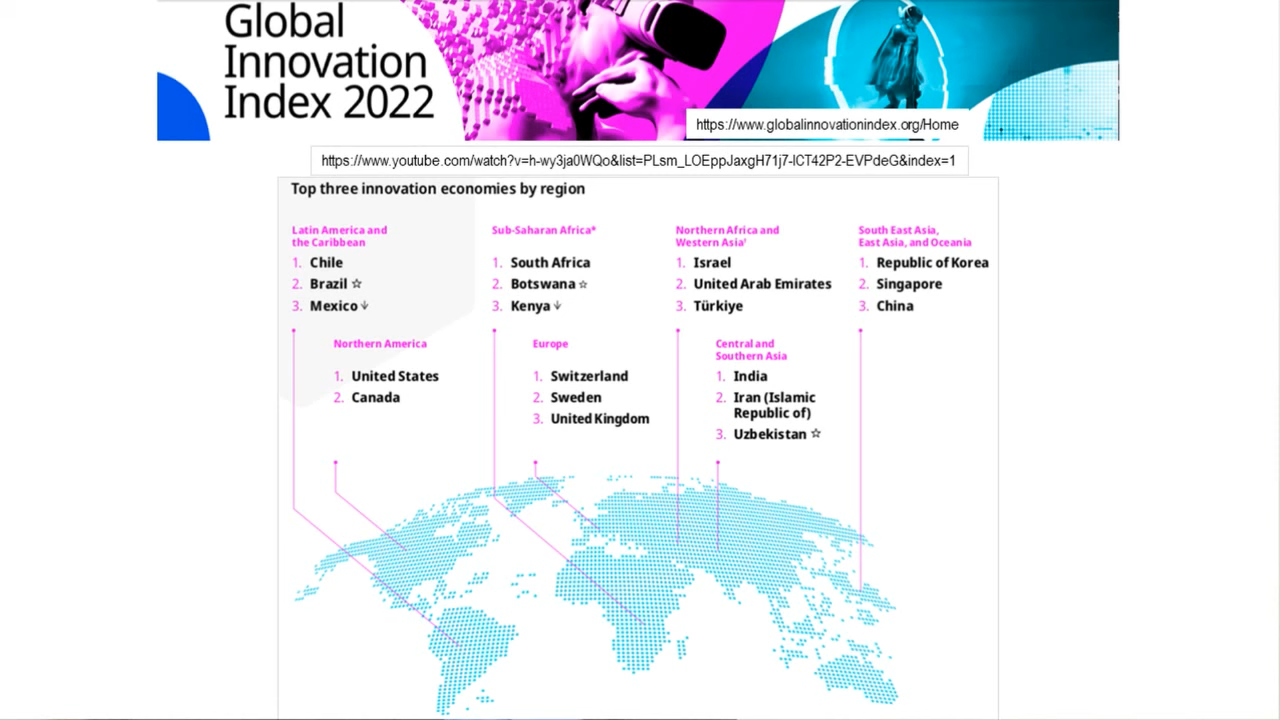 Global
Innovation
Index 2022
https://www.globalinnovationindex.org/Home
https://www.youtube.com/watch?v=h-wy3ja0WQo&list=PLsm_LOEppJaxgH71j7-lCT42P2-EVPdeG&index=1
Top three innovation economies by region
Latin America and
the Caribbean
1. Chile
2. Brazil ☆
3. Mexico ↓
Sub-Saharan Africa*
1. South Africa
2. Botswana ☆
3. Kenya ↓
Northern Africa and
Western Asia†
1. Israel
2. United Arab Emirates
3. Türkiye
South East Asia,
East Asia, and Oceania
1. Republic of Korea
2. Singapore
3. China
Northern America
1. United States
2. Canada
Europe
1. Switzerland
2. Sweden
3. United Kingdom
Central and
Southern Asia
1. India
2. Iran (Islamic
Republic of)
3. Uzbekistan ☆